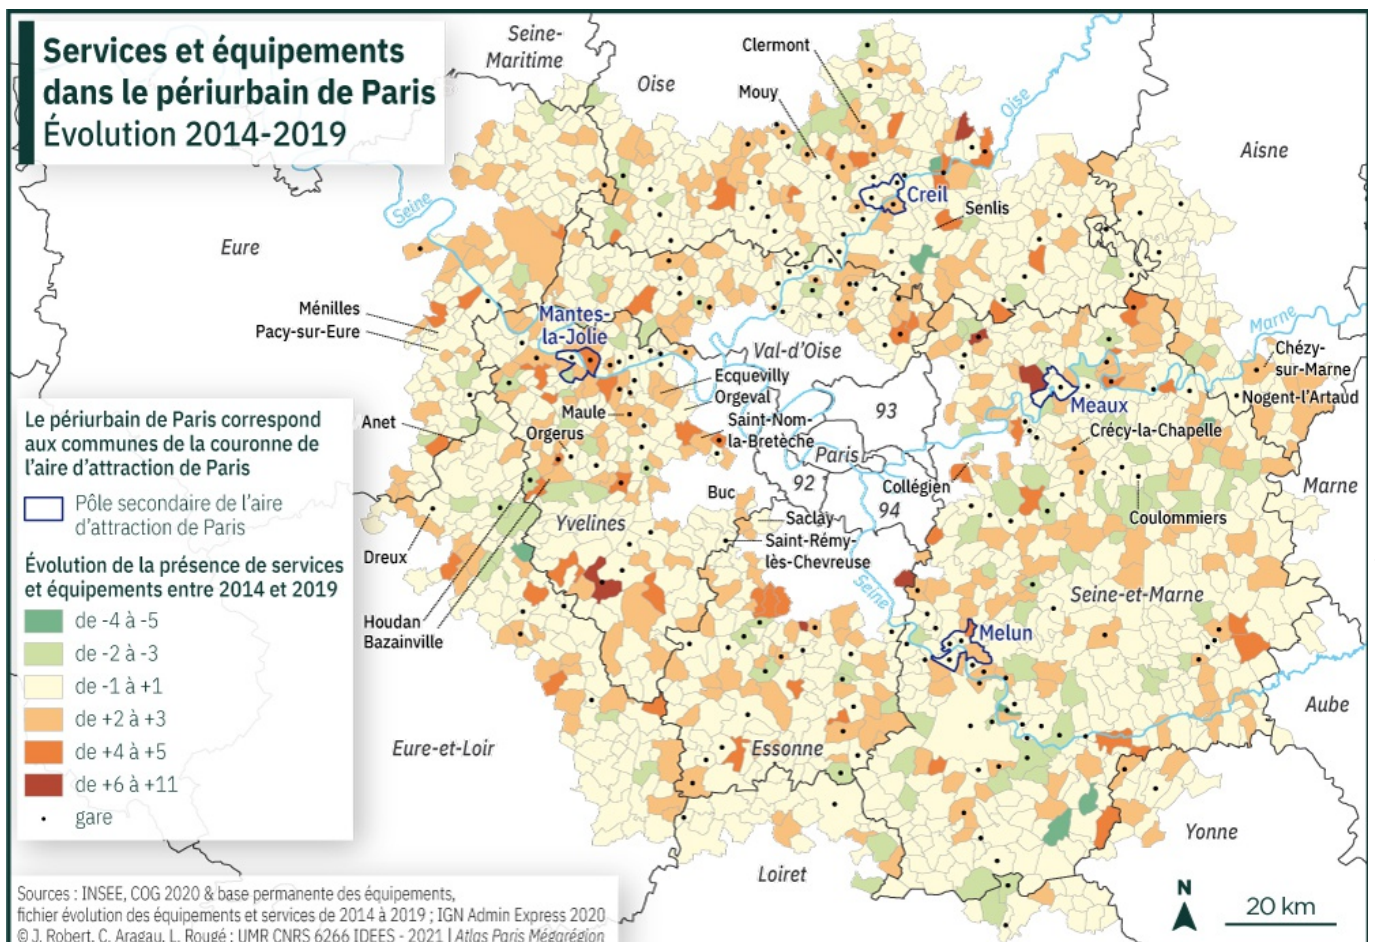 Services et équipements
dans le périurbain de Paris
Évolution 2014-2019
Seine-
Maritime
Oise
Clermont
Mouy
Oise
Aisne
Creil
Senlis
Seine
Eure
Ménilles
Pacy-sur-Eure
Mantes-
la-Jolie
Val-d'Oise
Marne
Chézy-
sur-Marne
Nogent-l'Artaud
Ecquevilly
Orgeval
Saint-Nom-
la-Bretèche
Maule
Orgerus
Anet
93
Meaux
Crécy-la-Chapelle
Paris
92
94
Collégien
Marne
Buc
Saclay
Saint-Rémy-
lès-Chevreuse
Yvelines
Coulommiers
Dreux
Seine
Seine-et-Marne
Houdan
Bazainville
Melun
Aube
Eure-et-Loir
Essonne
Yonne
Loiret
Le périurbain de Paris correspond
aux communes de la couronne de
l'aire d'attraction de Paris
Pôle secondaire de l'aire
d'attraction de Paris
Évolution de la présence de services
et équipements entre 2014 et 2019
de -4 à -5
de -2 à -3
de -1 à +1
de +2 à +3
de +4 à +5
de +6 à +11
gare
Sources : INSEE, COG 2020 & base permanente des équipements,
fichier évolution des équipements et services de 2014 à 2019 ; IGN Admin Express 2020
© J. Robert, C. Aragau, L. Rougé ; UMR CNRS 6266 IDEES - 2021 | Atlas Paris Mégarégion
N
20 km